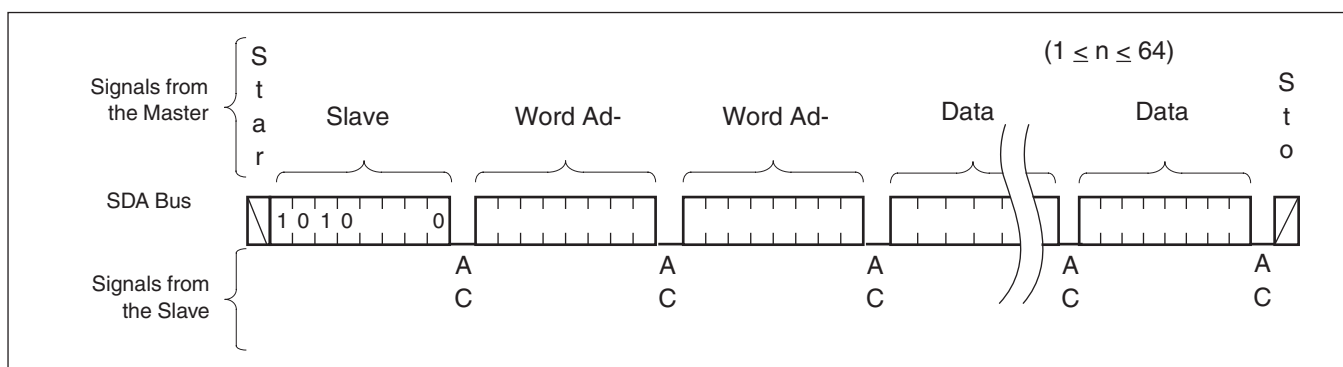 (1 ≤ n ≤ 64)
Signals from
the Master
S
t
a
r
Slave
Word Ad-
Word Ad-
Data
Data
S
t
o
SDA Bus
1 0 1 0 0
A
C
A
C
A
C
A
C
A
C
Signals from
the Slave